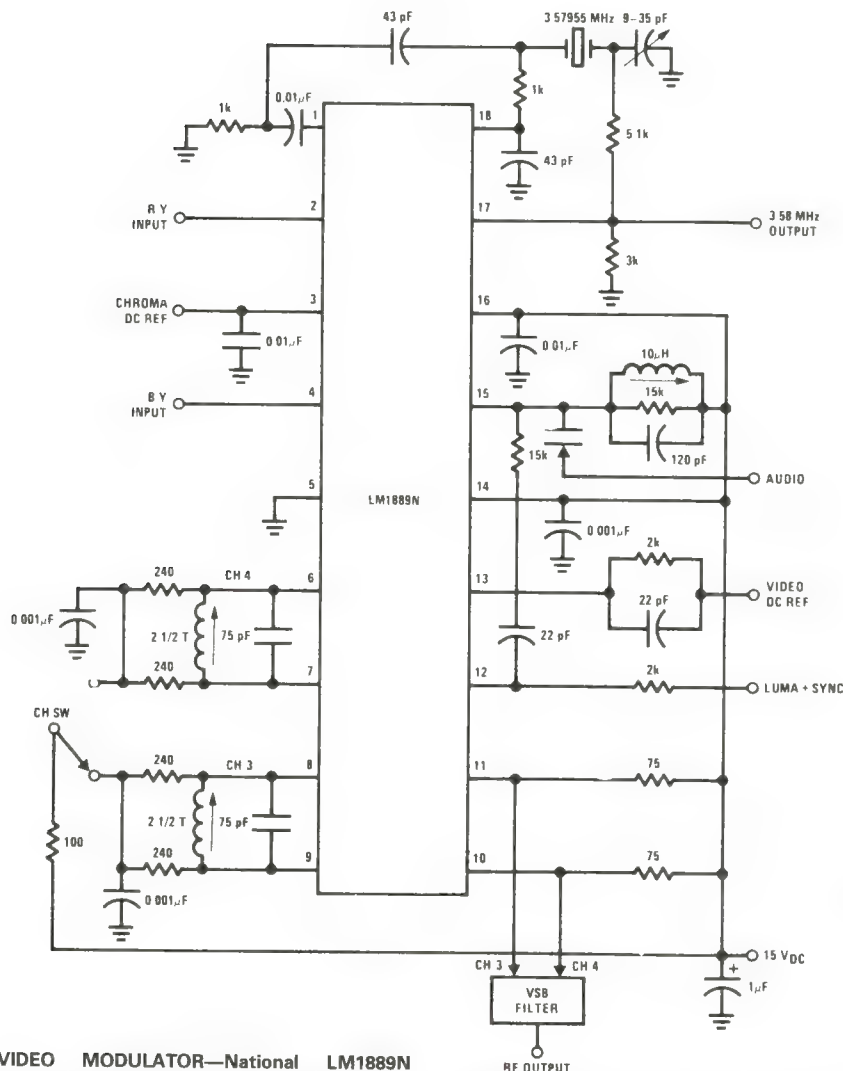 43 pF
3 57955 MHz
9–35 pF
1k
0.01µF
1
1k
18
43 pF
5 1k
R Y
INPUT
2
17
3 58 MHz
OUTPUT
3k
CHROMA
DC REF
3
0 01µF
16
0 01µF
10µH
15k
120 pF
B Y
INPUT
4
15
15k
AUDIO
5
LM1889N
14
0 001µF
2k
22 pF
13
VIDEO
DC REF
240
CH 4
6
0 001µF
2 1/2 T
75 pF
240
7
22 pF
12
2k
LUMA + SYNC
CH SW
240
CH 3
8
11
75
2 1/2 T
75 pF
100
240
9
10
75
0 001µF
15 VDC
CH 3
CH 4
+
1µF
VSB
FILTER
VIDEO MODULATOR—National LM1889N
RF OUTPUT